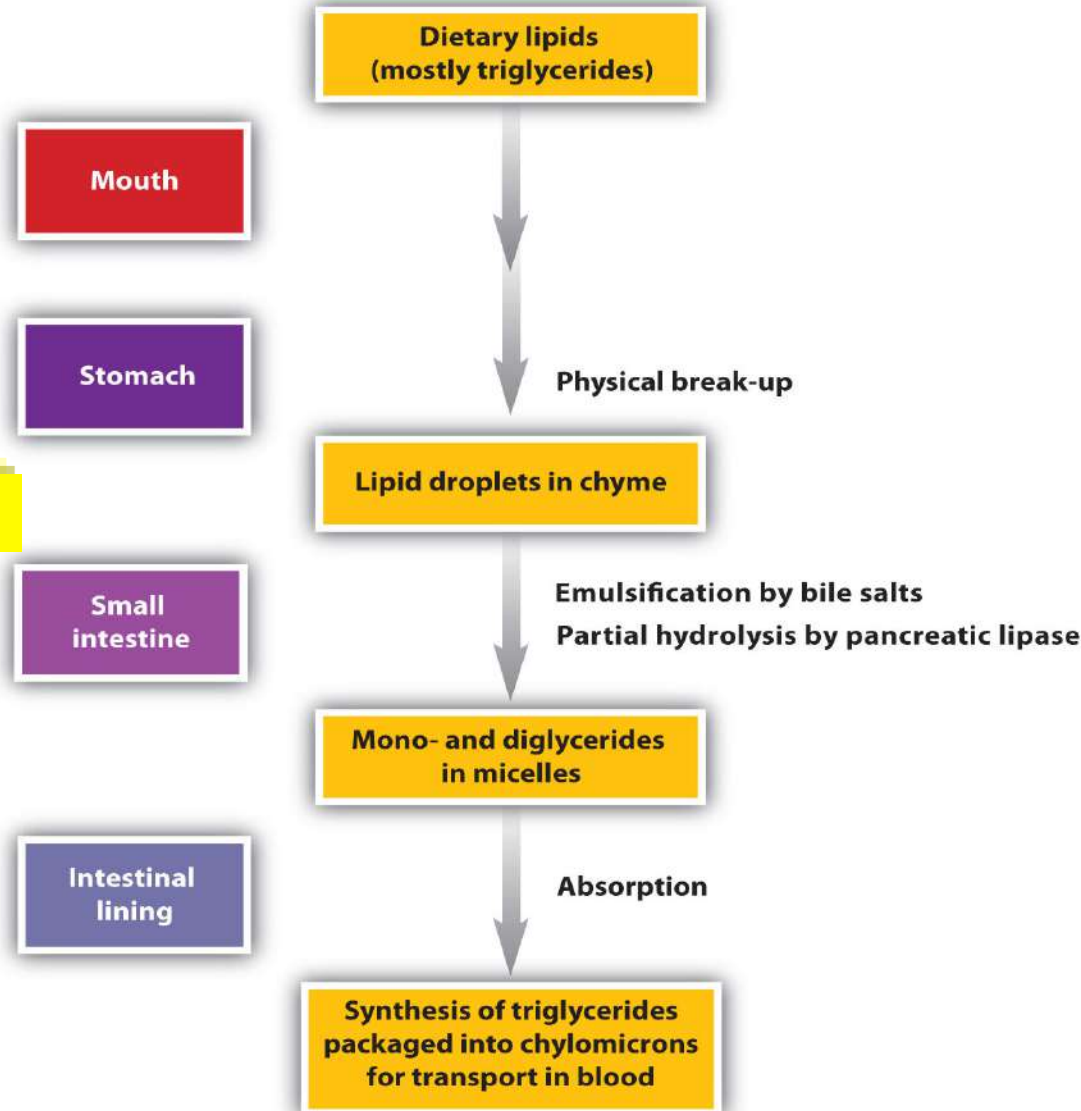 Dietary lipids
(mostly triglycerides)
Mouth
Stomach
Physical break-up
Lipid droplets in chyme
Small
intestine
Emulsification by bile salts
Partial hydrolysis by pancreatic lipase
Mono- and diglycerides
in micelles
Intestinal
lining
Absorption
Synthesis of triglycerides
packaged into chylomicrons
for transport in blood